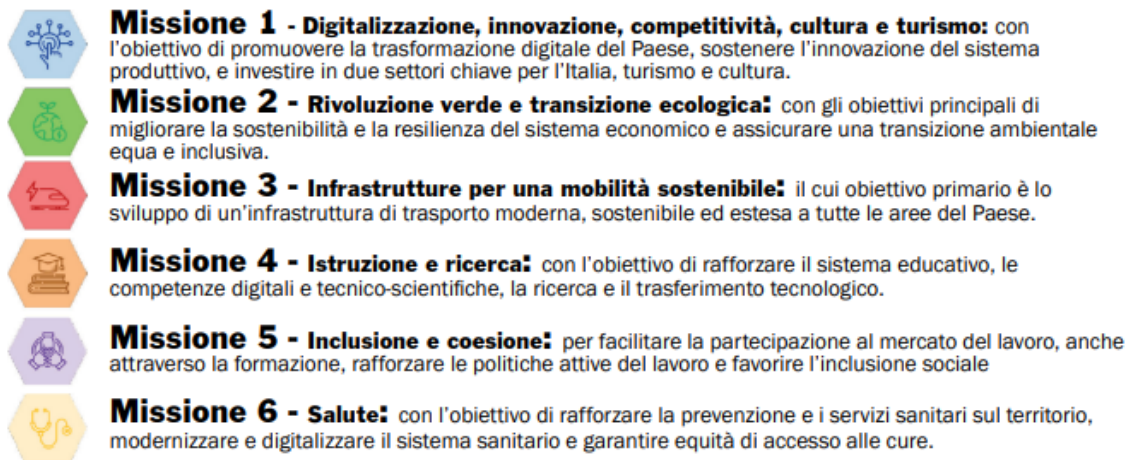 Missione 1 - Digitalizzazione, innovazione, competitività, cultura e turismo: con
l'obiettivo di promuovere la trasformazione digitale del Paese, sostenere l'innovazione del sistema
produttivo, e investire in due settori chiave per l'Italia, turismo e cultura.
Missione 2 - Rivoluzione verde e transizione ecologica: con gli obiettivi principali di
migliorare la sostenibilità e la resilienza del sistema economico e assicurare una transizione ambientale
equa e inclusiva.
Missione 3 - Infrastrutture per una mobilità sostenibile: il cui obiettivo primario è lo
sviluppo di un'infrastruttura di trasporto moderna, sostenibile ed estesa a tutte le aree del Paese.
Missione 4 - Istruzione e ricerca: con l'obiettivo di rafforzare il sistema educativo, le
competenze digitali e tecnico-scientifiche, la ricerca e il trasferimento tecnologico.
Missione 5 - Inclusione e coesione: per facilitare la partecipazione al mercato del lavoro, anche
attraverso la formazione, rafforzare le politiche attive del lavoro e favorire l'inclusione sociale
Missione 6 - Salute: con l'obiettivo di rafforzare la prevenzione e i servizi sanitari sul territorio,
modernizzare e digitalizzare il sistema sanitario e garantire equità di accesso alle cure.